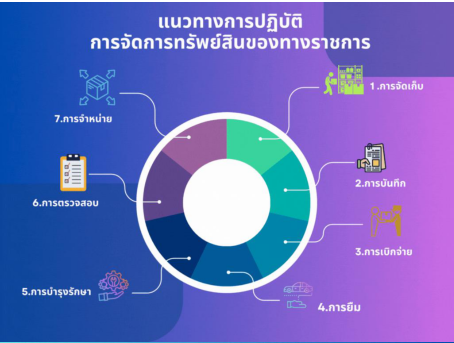 แนวทางการปฏิบัติ
การจัดการทรัพย์สินของทางราชการ
1.การจัดเก็บ
2.การบันทึก
3.การเบิกจ่าย
4.การยืม
5.การบำรุงรักษา
6.การตรวจสอบ
7.การจำหน่าย